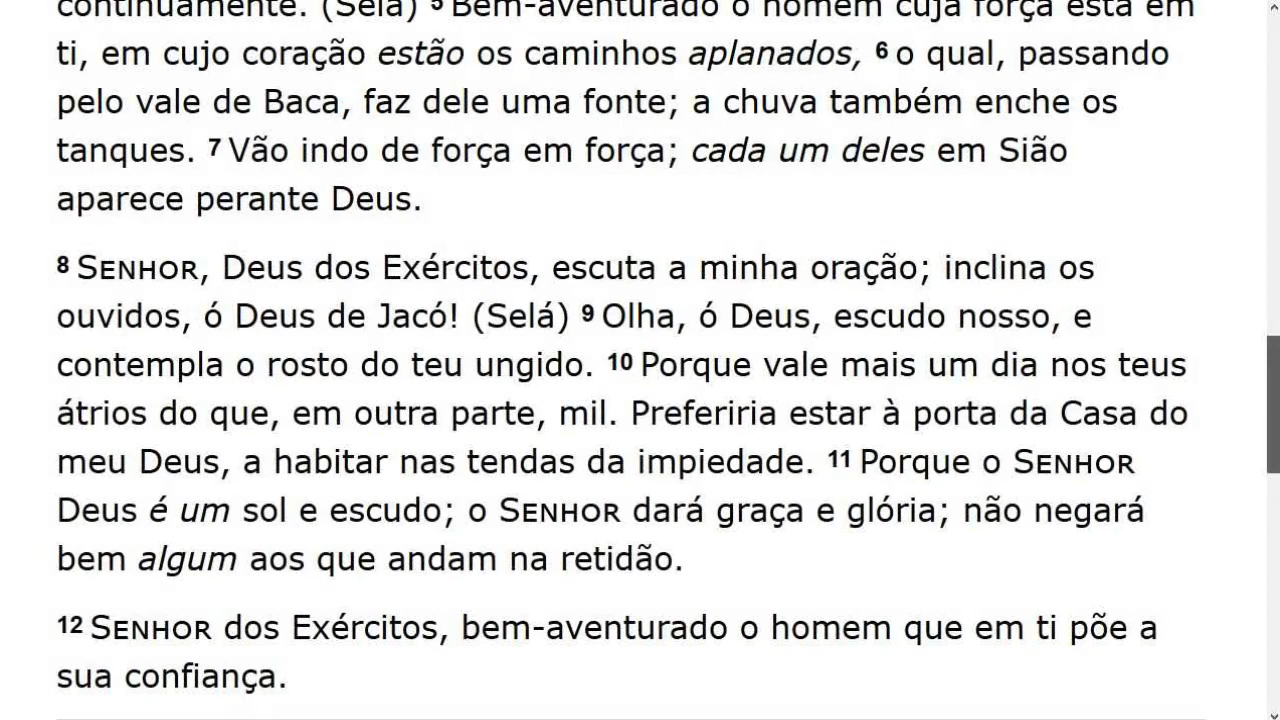 continuamente. (Selá) 5 Bem-aventurado o homem cuja força está em
ti, em cujo coração estão os caminhos aplanados, 6 o qual, passando
pelo vale de Baca, faz dele uma fonte; a chuva também enche os
tanques. 7 Vão indo de força em força; cada um deles em Sião
aparece perante Deus.
8 SENHOR, Deus dos Exércitos, escuta a minha oração; inclina os
ouvidos, ó Deus de Jacó! (Selá) 9 Olha, ó Deus, escudo nosso, e
contempla o rosto do teu ungido. 10 Porque vale mais um dia nos teus
átrios do que, em outra parte, mil. Preferiria estar à porta da Casa do
meu Deus, a habitar nas tendas da impiedade. 11 Porque o SENHOR
Deus é um sol e escudo; o SENHOR dará graça e glória; não negará
bem algum aos que andam na retidão.
12 SENHOR dos Exércitos, bem-aventurado o homem que em ti põe a
sua confiança.